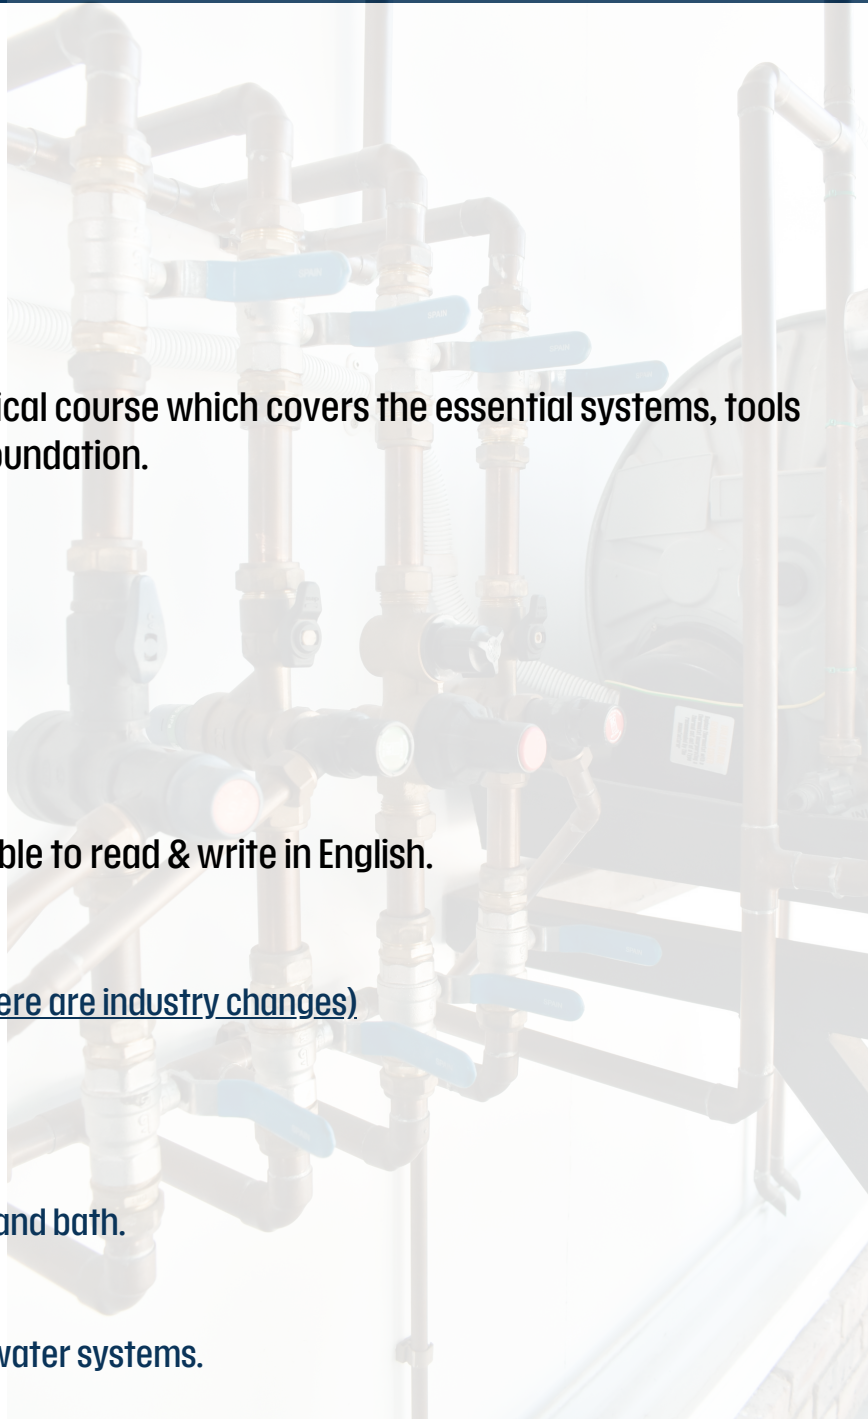 ical course which covers the essential systems, tools
oundation.
ble to read & write in English.
ere are industry changes)
and bath.
water systems.